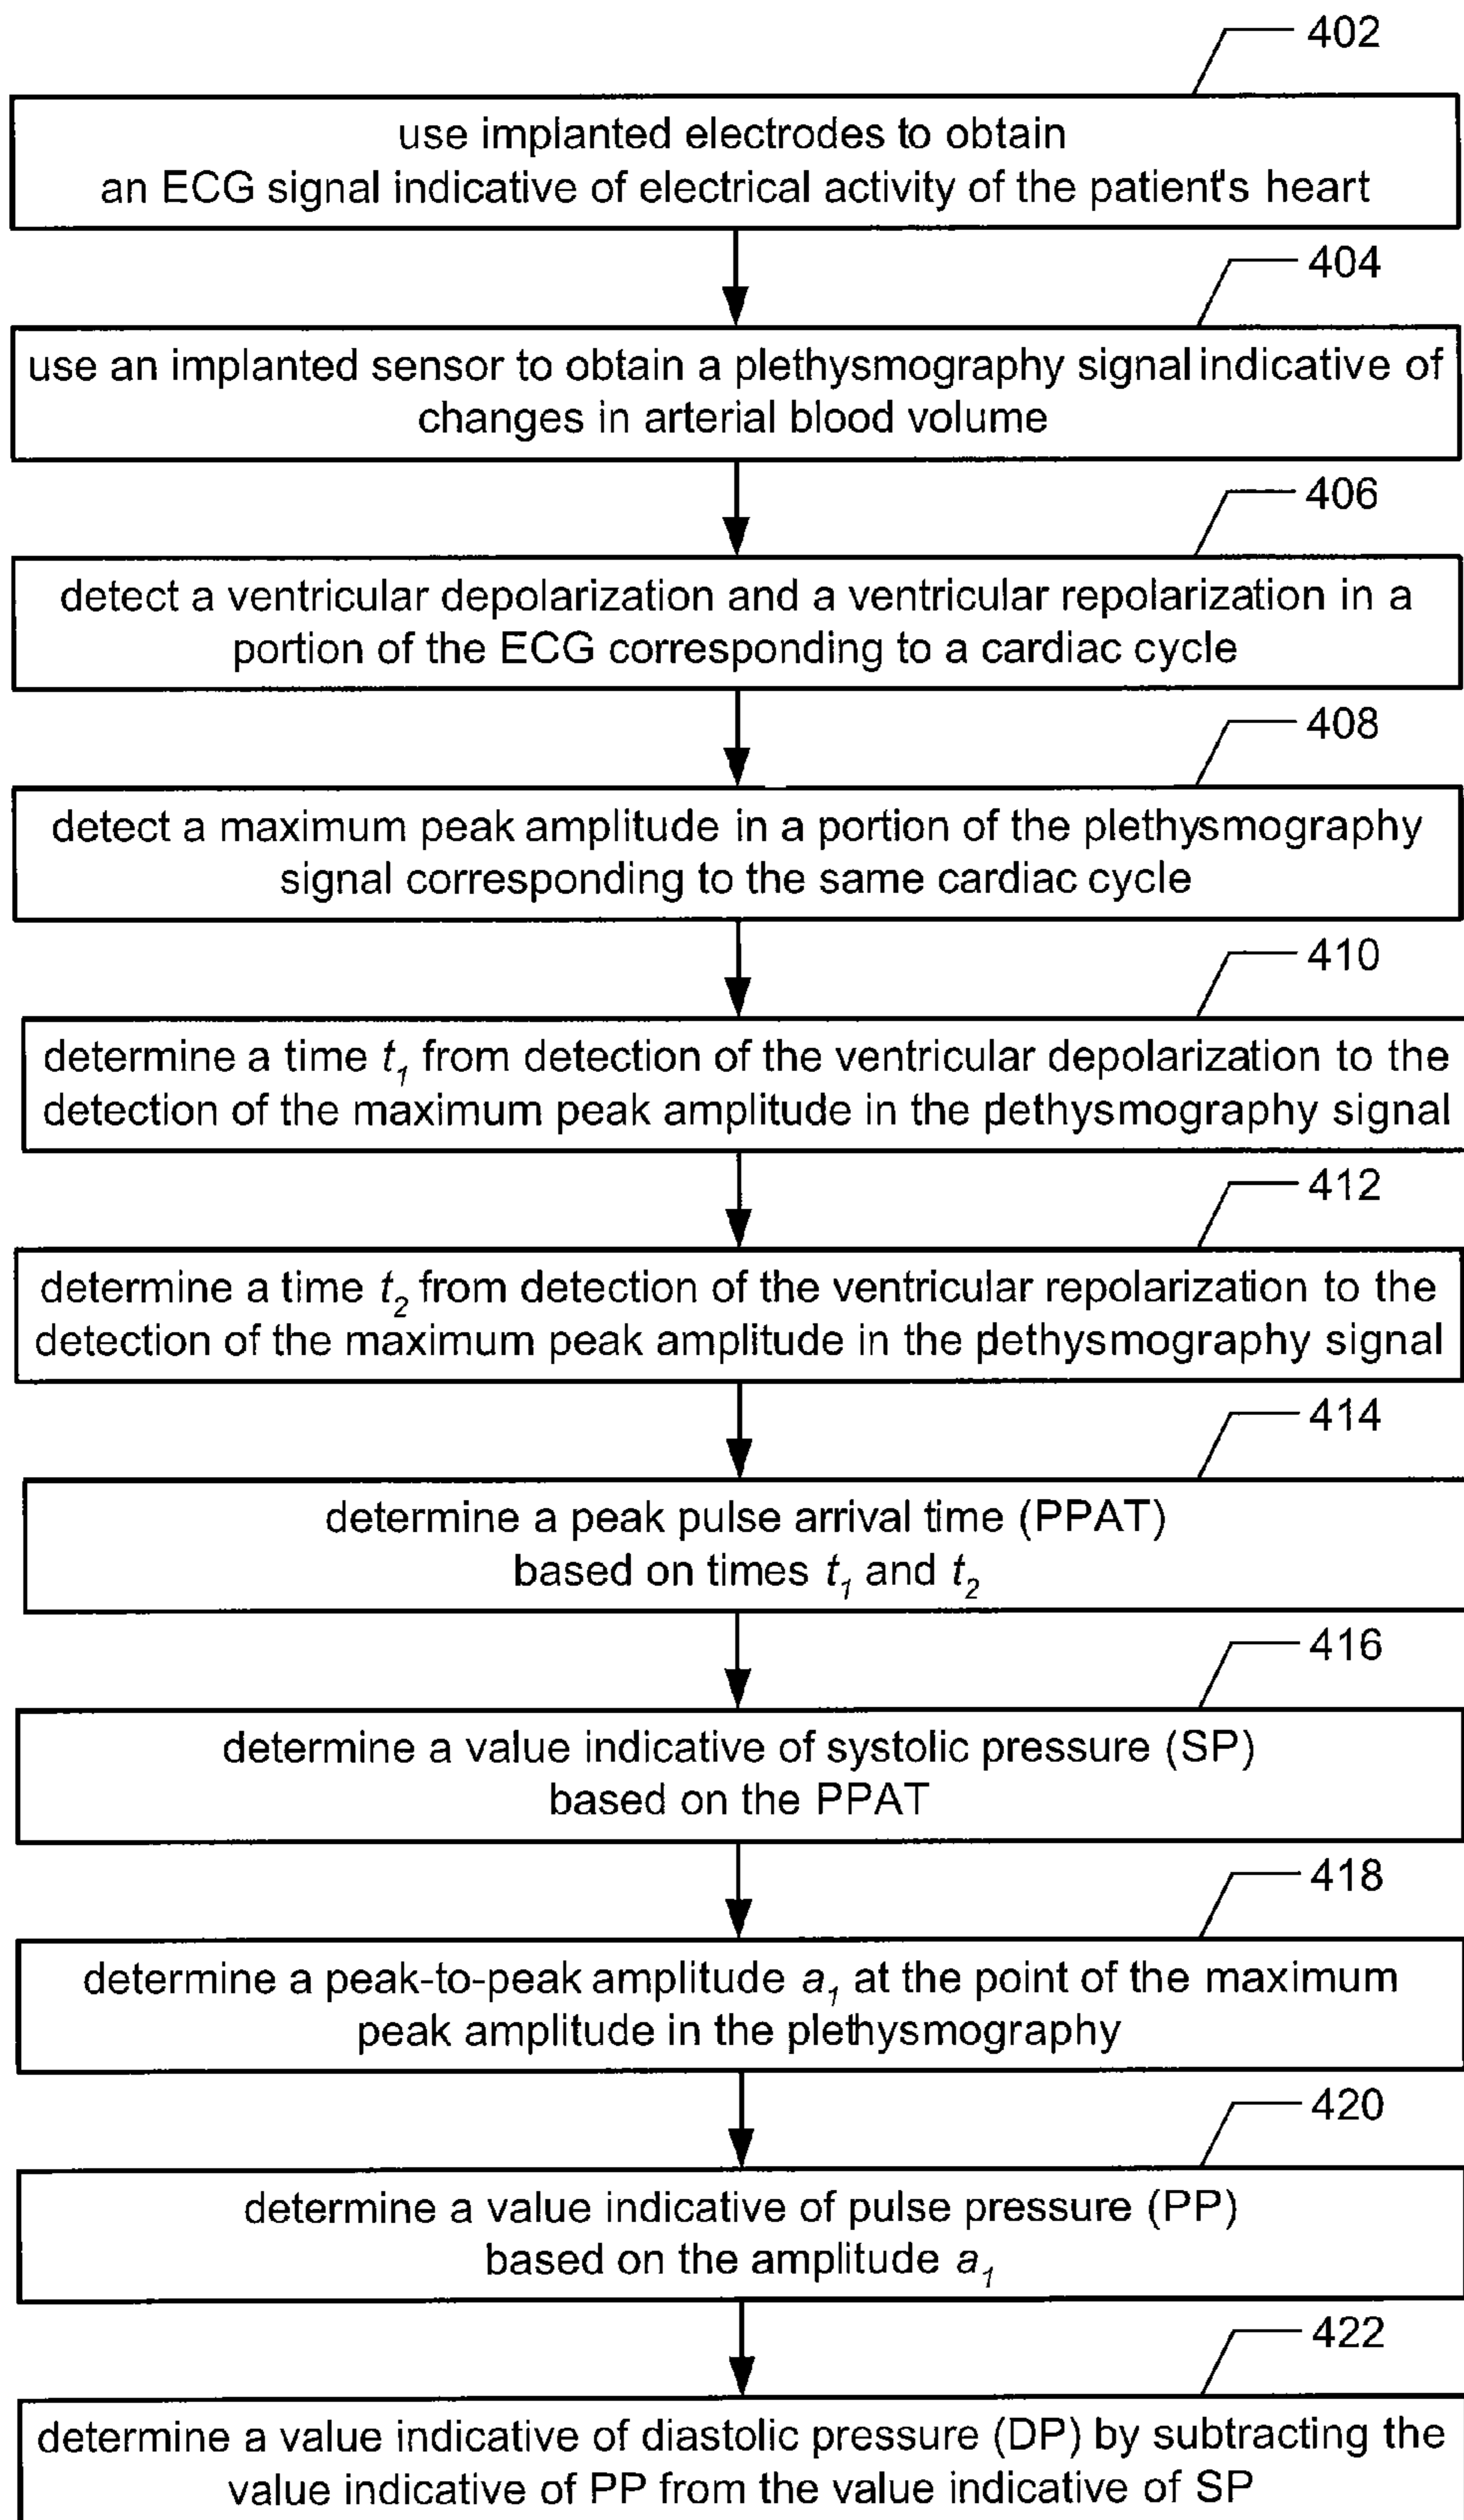 402
use implanted electrodes to obtain
an ECG signal indicative of electrical activity of the patient's heart
404
use an implanted sensor to obtain a plethysmography signal indicative of
changes in arterial blood volume
406
detect a ventricular depolarization and a ventricular repolarization in a
portion of the ECG corresponding to a cardiac cycle
408
detect a maximum peak amplitude in a portion of the plethysmography
signal corresponding to the same cardiac cycle
410
determine a time t1 from detection of the ventricular depolarization to the
detection of the maximum peak amplitude in the pethysmography signal
412
determine a time t2 from detection of the ventricular repolarization to the
detection of the maximum peak amplitude in the pethysmography signal
414
determine a peak pulse arrival time (PPAT)
based on times t1 and t2
416
determine a value indicative of systolic pressure (SP)
based on the PPAT
418
determine a peak-to-peak amplitude a1 at the point of the maximum
peak amplitude in the plethysmography
420
determine a value indicative of pulse pressure (PP)
based on the amplitude a1
422
determine a value indicative of diastolic pressure (DP) by subtracting the
value indicative of PP from the value indicative of SP